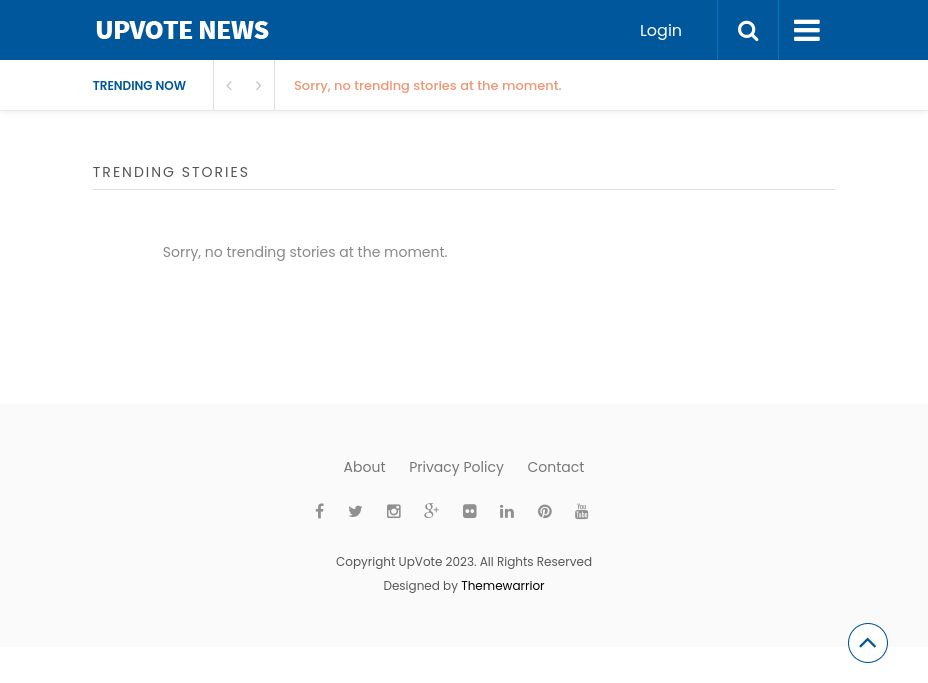 UPVOTE NEWS
Login
TRENDING NOW
Sorry, no trending stories at the moment.
TRENDING STORIES
Sorry, no trending stories at the moment.
About Privacy Policy Contact
Copyright UpVote 2023. All Rights Reserved
Designed by Themewarrior